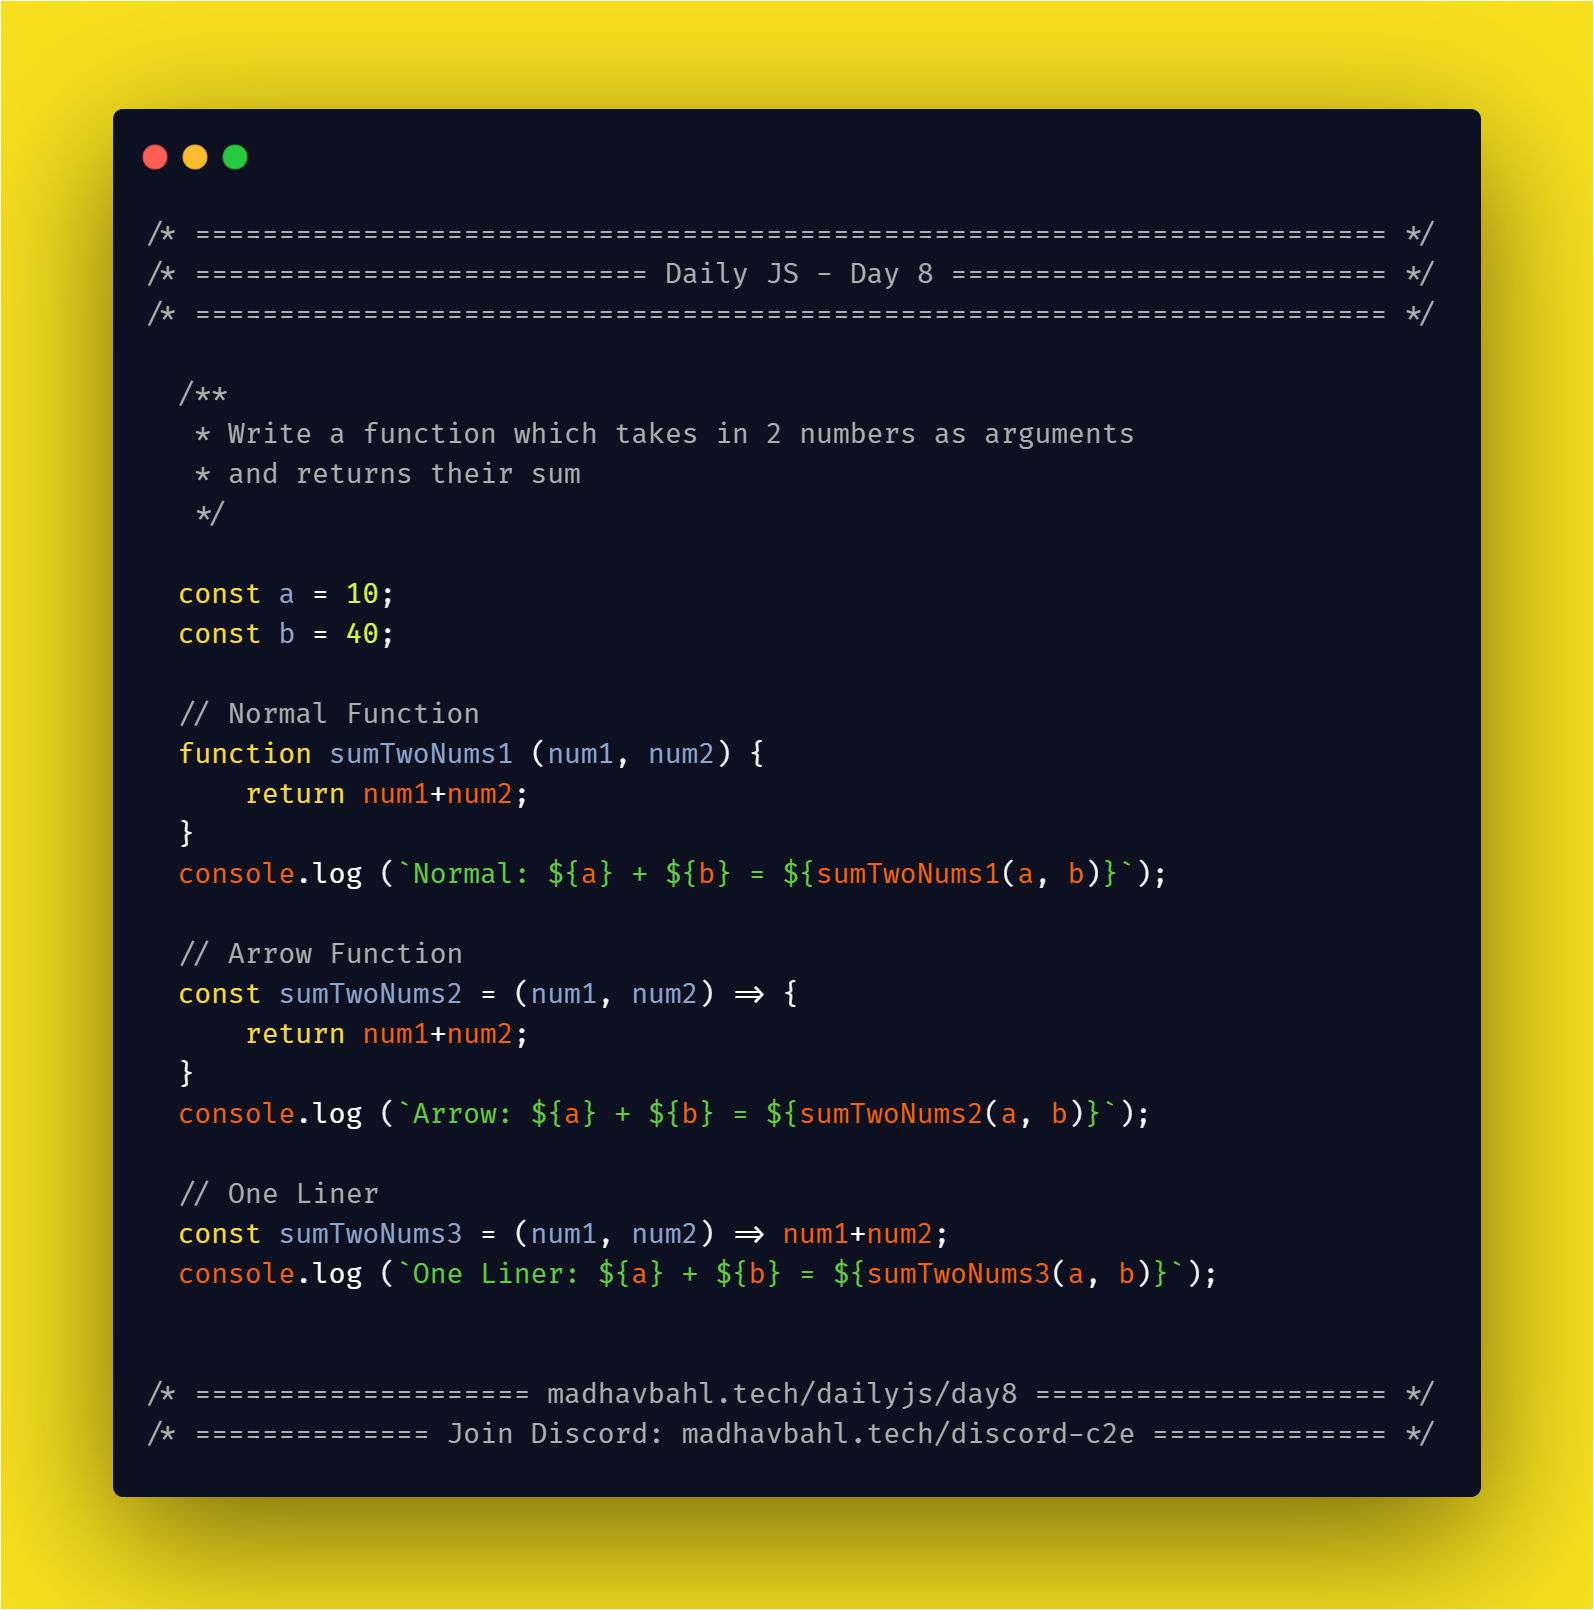 /* ======================================================================= */
/* =========================== Daily JS - Day 8 ========================== */
/* ======================================================================= */
/**
 * Write a function which takes in 2 numbers as arguments
 * and returns their sum
 */
const a = 10;
const b = 40;
// Normal Function
function sumTwoNums1 (num1, num2) {
    return num1+num2;
}
console.log (`Normal: ${a} + ${b} = ${sumTwoNums1(a, b)}`);
// Arrow Function
const sumTwoNums2 = (num1, num2) => {
    return num1+num2;
}
console.log (`Arrow: ${a} + ${b} = ${sumTwoNums2(a, b)}`);
// One Liner
const sumTwoNums3 = (num1, num2) => num1+num2;
console.log (`One Liner: ${a} + ${b} = ${sumTwoNums3(a, b)}`);
/* ==================== madhavbahl.tech/dailyjs/day8 ===================== */
/* ============== Join Discord: madhavbahl.tech/discord-c2e ============== */